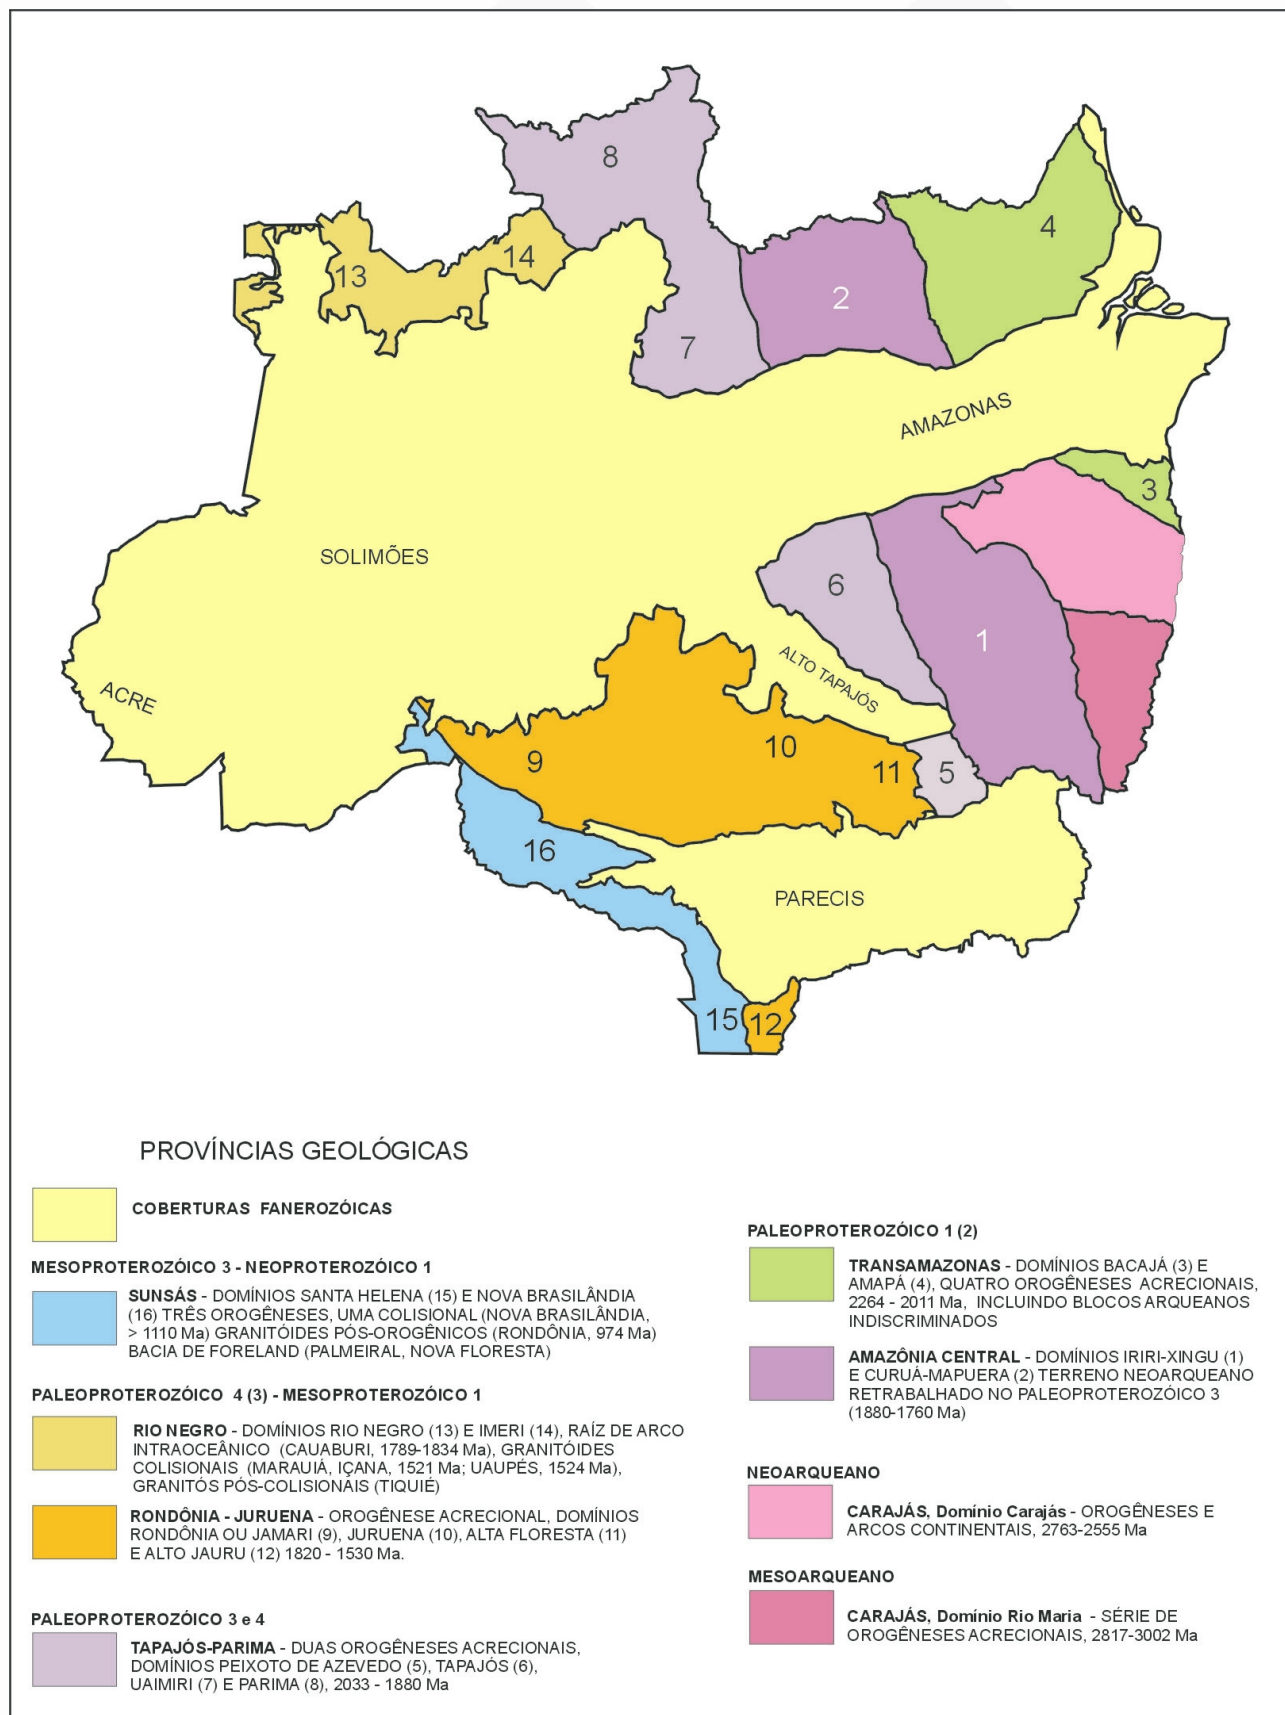 8
4
13
14
2
7
AMAZONAS
3
SOLIMÕES
6
1
ALTO TAPAJÓS
ACRE
9
10
11
5
16
PARECIS
15
12
PROVÍNCIAS GEOLÓGICAS
COBERTURAS FANEROZÓICAS
MESOPROTEROZÓICO 3 - NEOPROTEROZÓICO 1
SUNSÁS - DOMÍNIOS SANTA HELENA (15) E NOVA BRASILÂNDIA
(16) TRÊS OROGÊNESES, UMA COLISIONAL (NOVA BRASILÂNDIA,
> 1110 Ma) GRANITÓIDES PÓS-OROGÊNICOS (RONDÔNIA, 974 Ma)
BACIA DE FORELAND (PALMEIRAL, NOVA FLORESTA)
PALEOPROTEROZÓICO 4 (3) - MESOPROTEROZÓICO 1
RIO NEGRO - DOMÍNIOS RIO NEGRO (13) E IMERI (14), RAÍZ DE ARCO
INTRAOCEÂNICO (CAUABURI, 1789-1834 Ma), GRANITÓIDES
COLISIONAIS (MARAUIÁ, IÇANA, 1521 Ma; UAUPÉS, 1524 Ma),
GRANITÓS PÓS-COLISIONAIS (TIQUIÉ)
RONDÔNIA - JURUENA - OROGÊNESE ACRECIONAL, DOMÍNIOS
RONDÔNIA OU JAMARI (9), JURUENA (10), ALTA FLORESTA (11)
E ALTO JAURU (12) 1820 - 1530 Ma.
PALEOPROTEROZÓICO 3 e 4
TAPAJÓS-PARIMA - DUAS OROGÊNESES ACRECIONAIS,
DOMÍNIOS PEIXOTO DE AZEVEDO (5), TAPAJÓS (6),
UAIMIRI (7) E PARIMA (8), 2033 - 1880 Ma
PALEOPROTEROZÓICO 1 (2)
TRANSAMAZONAS - DOMÍNIOS BACAJÁ (3) E
AMAPÁ (4), QUATRO OROGÊNESES ACRECIONAIS,
2264 - 2011 Ma, INCLUINDO BLOCOS ARQUEANOS
INDISCRIMINADOS
AMAZÔNIA CENTRAL - DOMÍNIOS IRIRI-XINGU (1)
E CURUÁ-MAPUERA (2) TERRENO NEOARQUEANO
RETRABALHADO NO PALEOPROTEROZÓICO 3
(1880-1760 Ma)
NEOARQUEANO
CARAJÁS, Domínio Carajás - OROGÊNESES E
ARCOS CONTINENTAIS, 2763-2555 Ma
MESOARQUEANO
CARAJÁS, Domínio Rio Maria - SÉRIE DE
OROGÊNESES ACRECIONAIS, 2817-3002 Ma